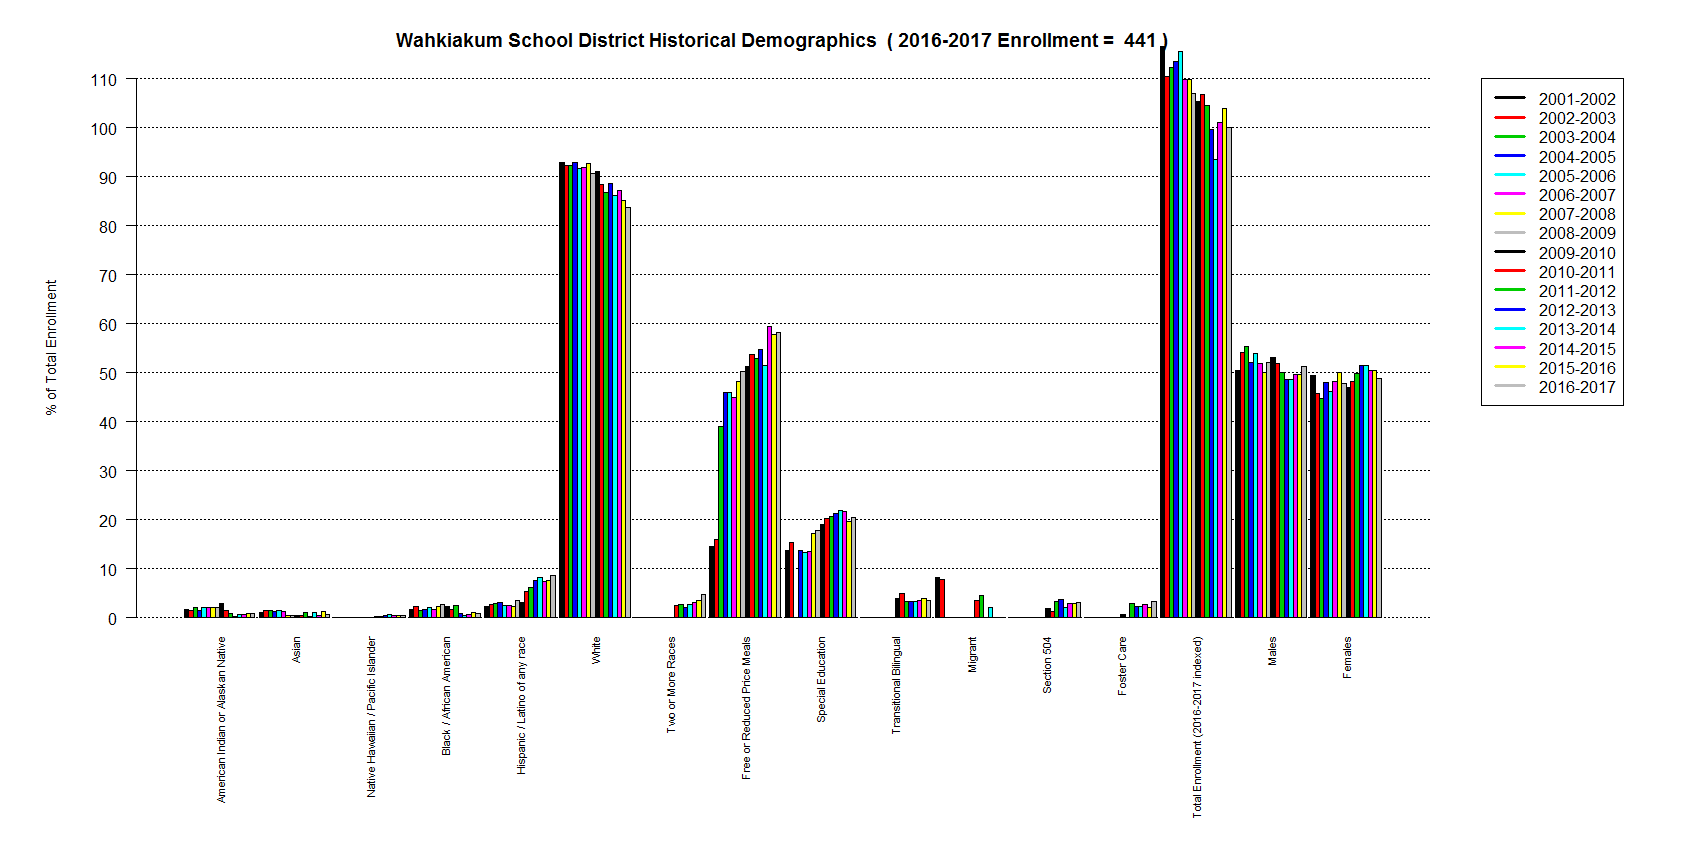 Wahkiakum School District Historical Demographics  ( 2016-2017 Enrollment =  441 )
% of Total Enrollment
110
100
90
80
70
60
50
40
30
20
10
0
American Indian or Alaskan Native
Asian
Native Hawaiian / Pacific Islander
Black / African American
Hispanic / Latino of any race
White
Two or More Races
Free or Reduced Price Meals
Special Education
Transitional Bilingual
Migrant
Section 504
Foster Care
Total Enrollment (2016-2017 indexed)
Males
Females
2001-2002
2002-2003
2003-2004
2004-2005
2005-2006
2006-2007
2007-2008
2008-2009
2009-2010
2010-2011
2011-2012
2012-2013
2013-2014
2014-2015
2015-2016
2016-2017